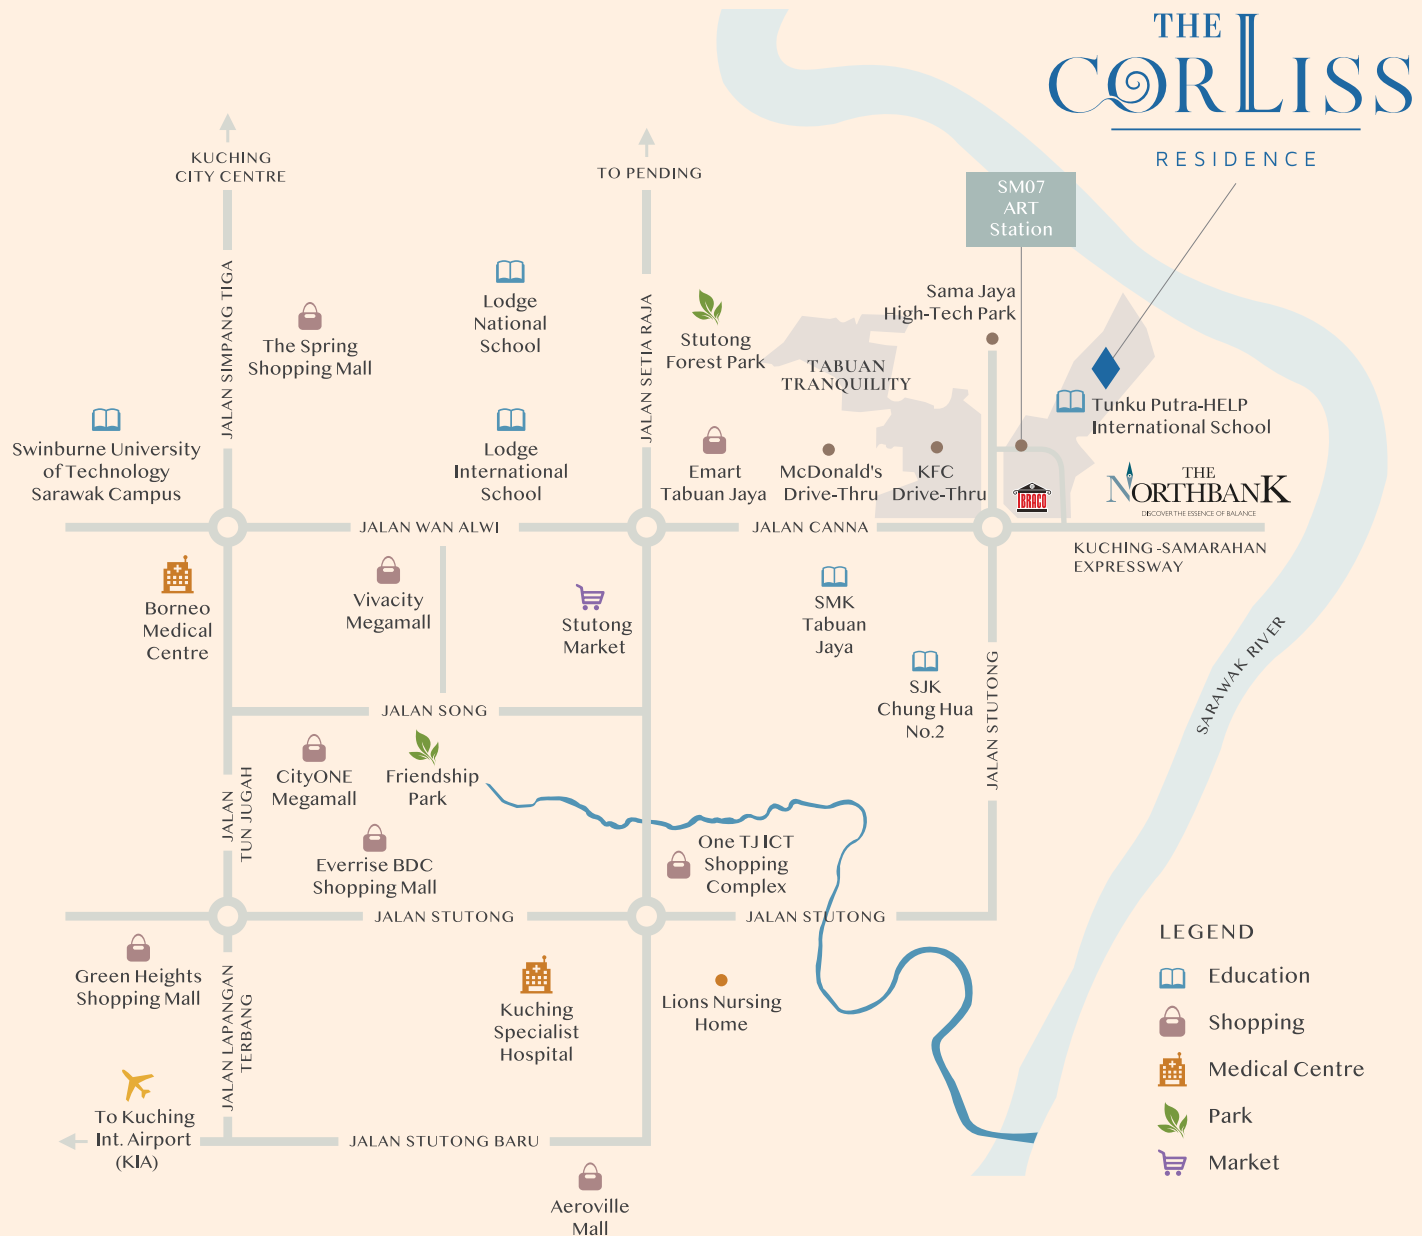 THE
CORLISS
RESIDENCE
KUCHING
CITY CENTRE
TO PENDING
SM07
ART
Station
JALAN SIMPANG TIGA
The Spring
Shopping Mall
Lodge
National
School
JALAN SETIA RAJA
Stutong
Forest Park
Sama Jaya
High-Tech Park
TABUAN
TRANQUILITY
Tunku Putra-HELP
International School
Swinburne University
of Technology
Sarawak Campus
Lodge
International
School
Emart
Tabuan Jaya
McDonald's
Drive-Thru
KFC
Drive-Thru
IBRACO
THE
NORTHBANK
DISCOVER THE ESSENCE OF BALANCE
JALAN WAN ALWI
JALAN CANNA
KUCHING -SAMARAHAN
EXPRESSWAY
Borneo
Medical
Centre
Vivacity
Megamall
Stutong
Market
SMK
Tabuan
Jaya
SJK
Chung Hua
No.2
JALAN STUTONG
SARAWAK RIVER
JALAN SONG
JALAN
TUN JUGAH
CityONE
Megamall
Friendship
Park
Everrise BDC
Shopping Mall
One TJ ICT
Shopping
Complex
JALAN STUTONG
JALAN STUTONG
Green Heights
Shopping Mall
JALAN LAPANGAN
TERBANG
Kuching
Specialist
Hospital
Lions Nursing
Home
To Kuching
Int. Airport
(KIA)
JALAN STUTONG BARU
Aeroville
Mall
LEGEND
Education
Shopping
Medical Centre
Park
Market